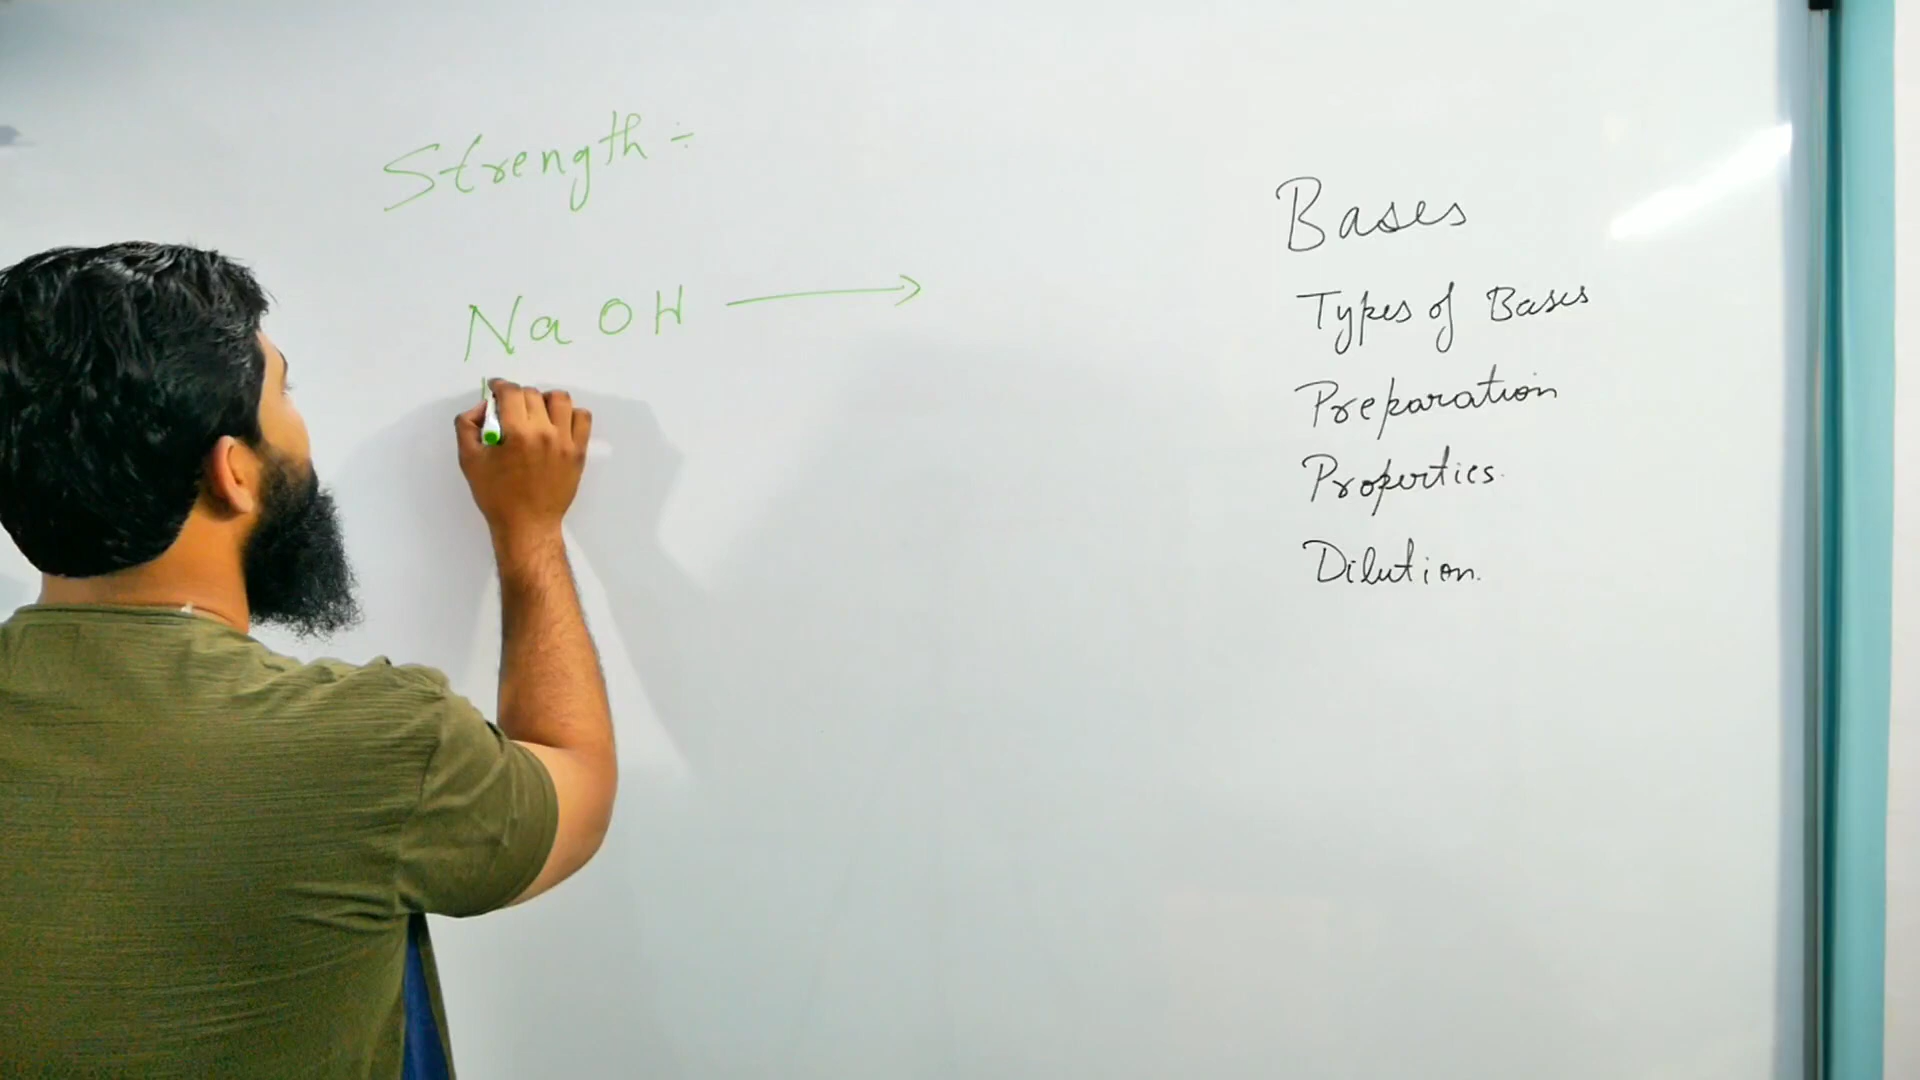 Strength ÷
NaOH →
Bases
Types of Bases
Preparation
Properties.
Dilution.